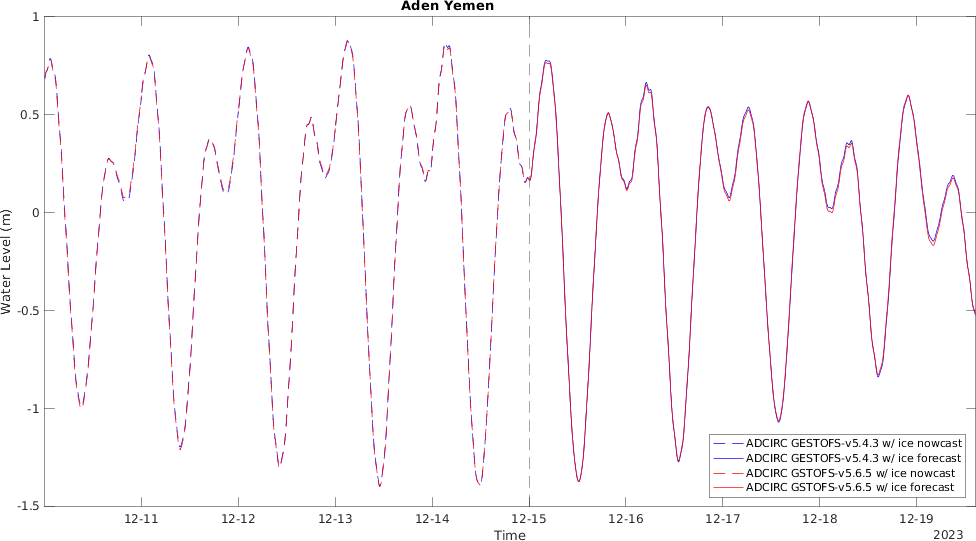 Aden Yemen
1
0.5
0
-0.5
-1
-1.5
Water Level (m)
12-11
12-12
12-13
12-14
12-15
12-16
12-17
12-18
12-19
Time
2023
ADCIRC GESTOFS-v5.4.3 w/ ice nowcast
ADCIRC GESTOFS-v5.4.3 w/ ice forecast
ADCIRC GSTOFS-v5.6.5 w/ ice nowcast
ADCIRC GSTOFS-v5.6.5 w/ ice forecast